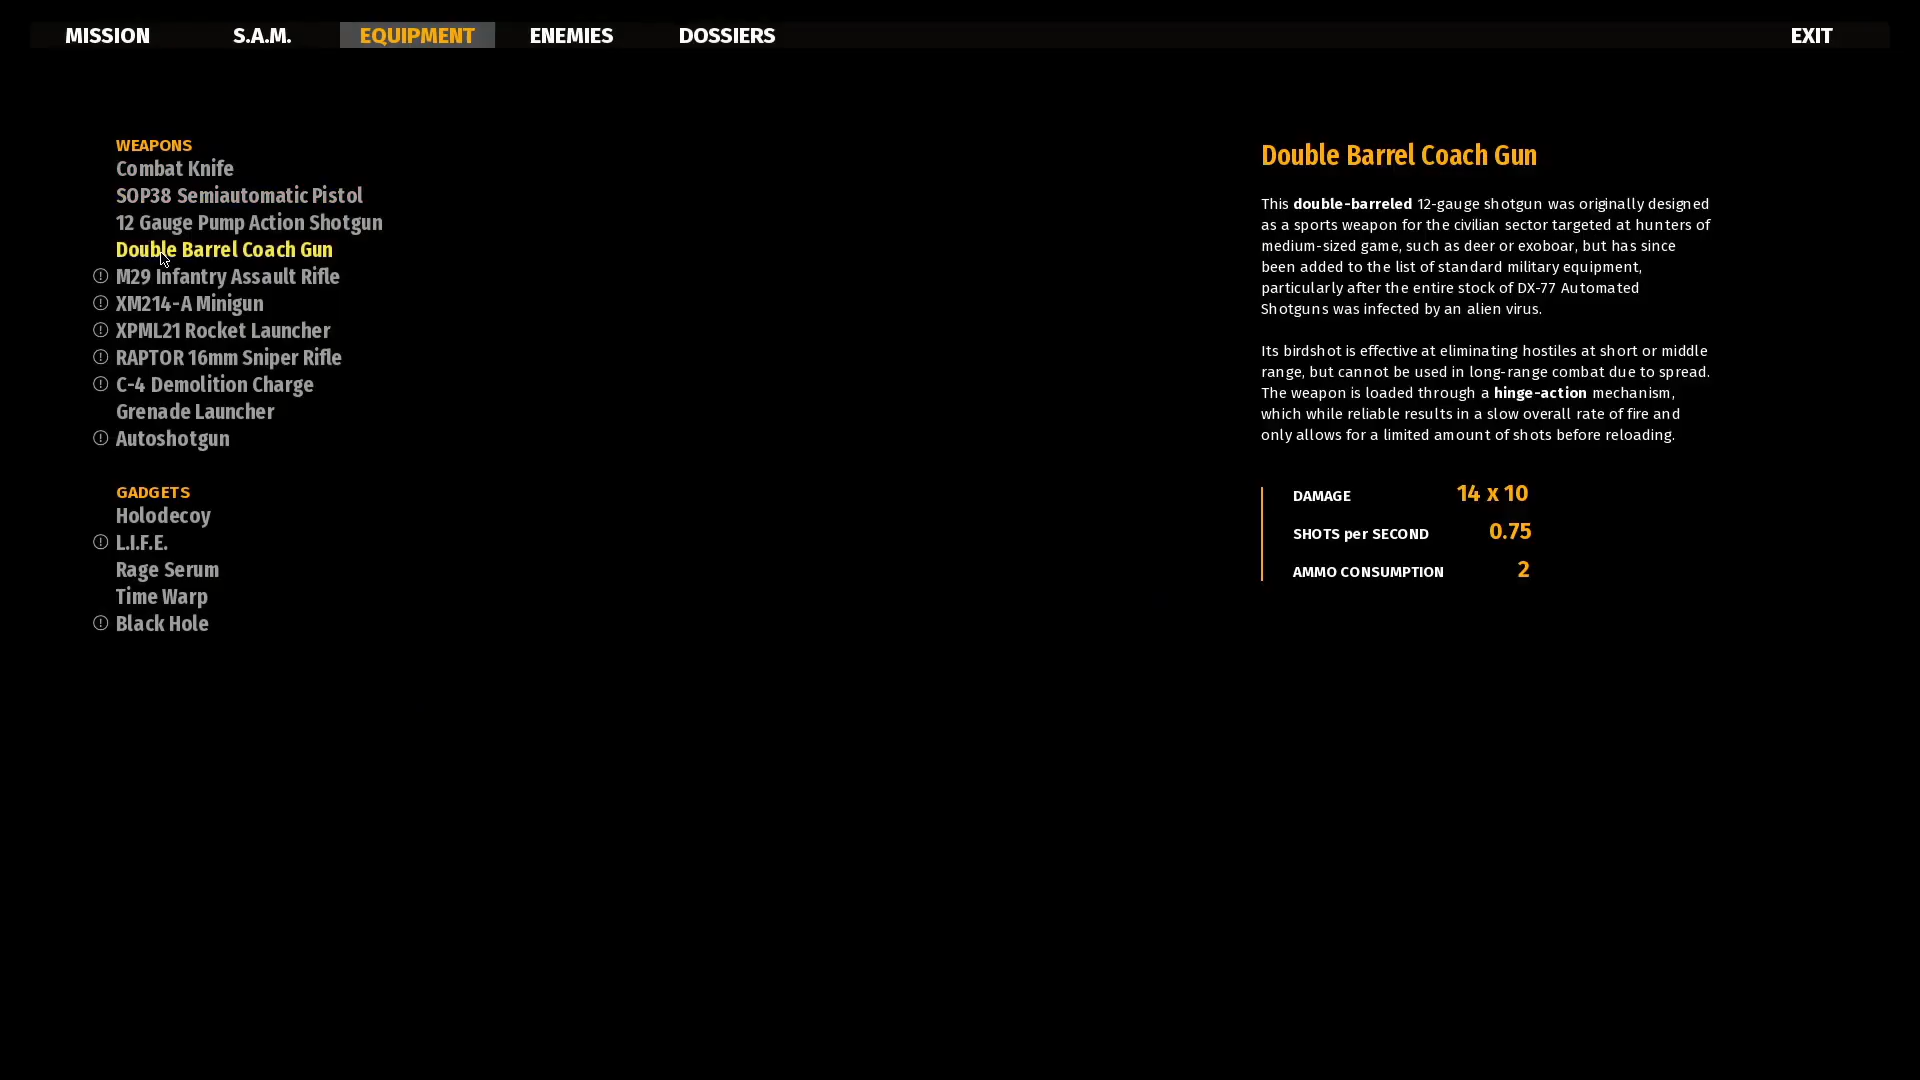 MISSION S.A.M. EQUIPMENT ENEMIES DOSSIERS EXIT
WEAPONS
Combat Knife
SOP38 Semiautomatic Pistol
12 Gauge Pump Action Shotgun
Double Barrel Coach Gun
M29 Infantry Assault Rifle
XM214-A Minigun
XPML21 Rocket Launcher
RAPTOR 16mm Sniper Rifle
C-4 Demolition Charge
Grenade Launcher
Autoshotgun
GADGETS
Holodecoy
L.I.F.E.
Rage Serum
Time Warp
Black Hole
Double Barrel Coach Gun
This double-barreled 12-gauge shotgun was originally designed
as a sports weapon for the civilian sector targeted at hunters of
medium-sized game, such as deer or exoboar, but has since
been added to the list of standard military equipment,
particularly after the entire stock of DX-77 Automated
Shotguns was infected by an alien virus.
Its birdshot is effective at eliminating hostiles at short or middle
range, but cannot be used in long-range combat due to spread.
The weapon is loaded through a hinge-action mechanism,
which while reliable results in a slow overall rate of fire and
only allows for a limited amount of shots before reloading.
DAMAGE 14 x 10
SHOTS per SECOND 0.75
AMMO CONSUMPTION 2